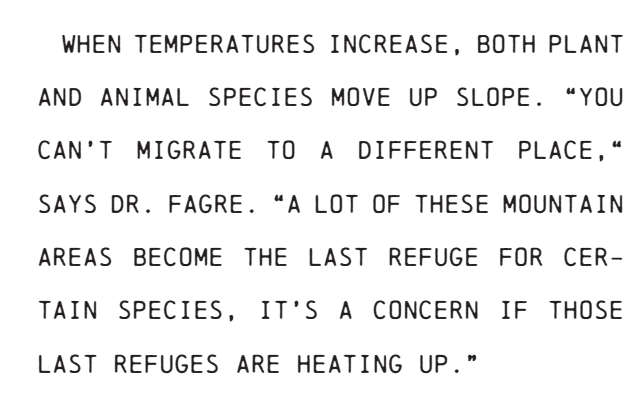 WHEN TEMPERATURES INCREASE, BOTH PLANT
AND ANIMAL SPECIES MOVE UP SLOPE. “YOU
CAN'T MIGRATE TO A DIFFERENT PLACE,“
SAYS DR. FAGRE. “A LOT OF THESE MOUNTAIN
AREAS BECOME THE LAST REFUGE FOR CER-
TAIN SPECIES, IT'S A CONCERN IF THOSE
LAST REFUGES ARE HEATING UP.”